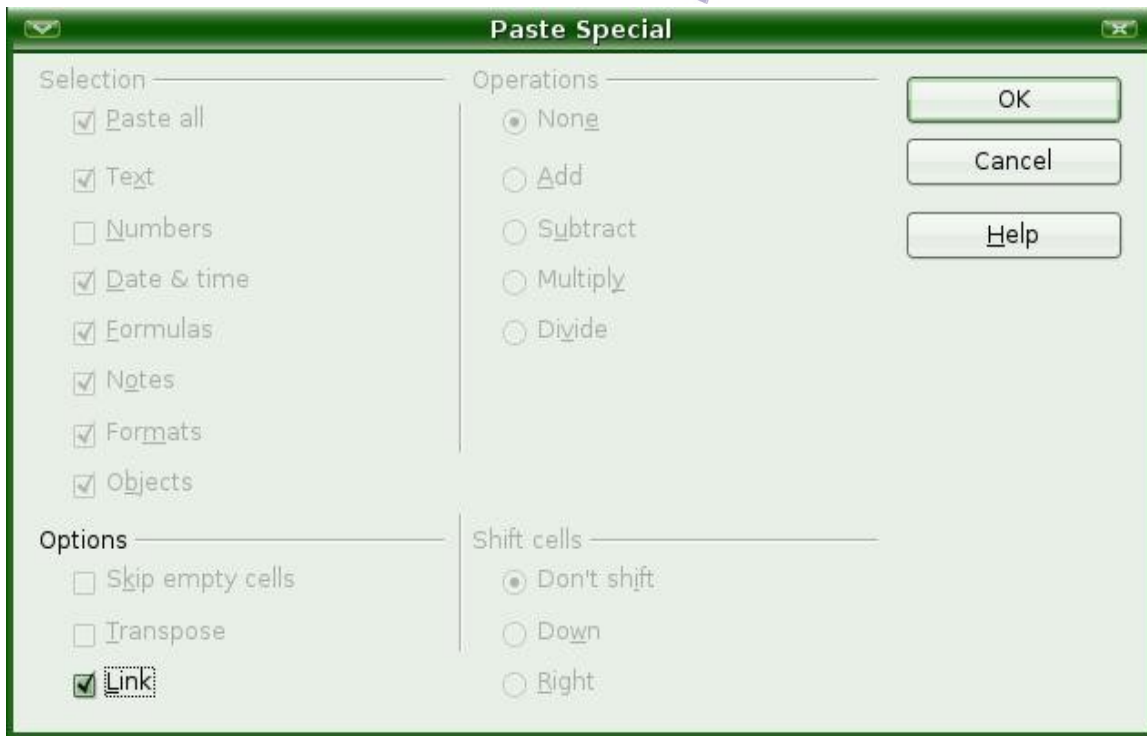 Paste Special
Selection
Paste all
Text
Numbers
Date & time
Formulas
Notes
Formats
Objects
Operations
None
Add
Subtract
Multiply
Divide
OK
Cancel
Help
Options
Skip empty cells
Transpose
Link
Shift cells
Don't shift
Down
Right